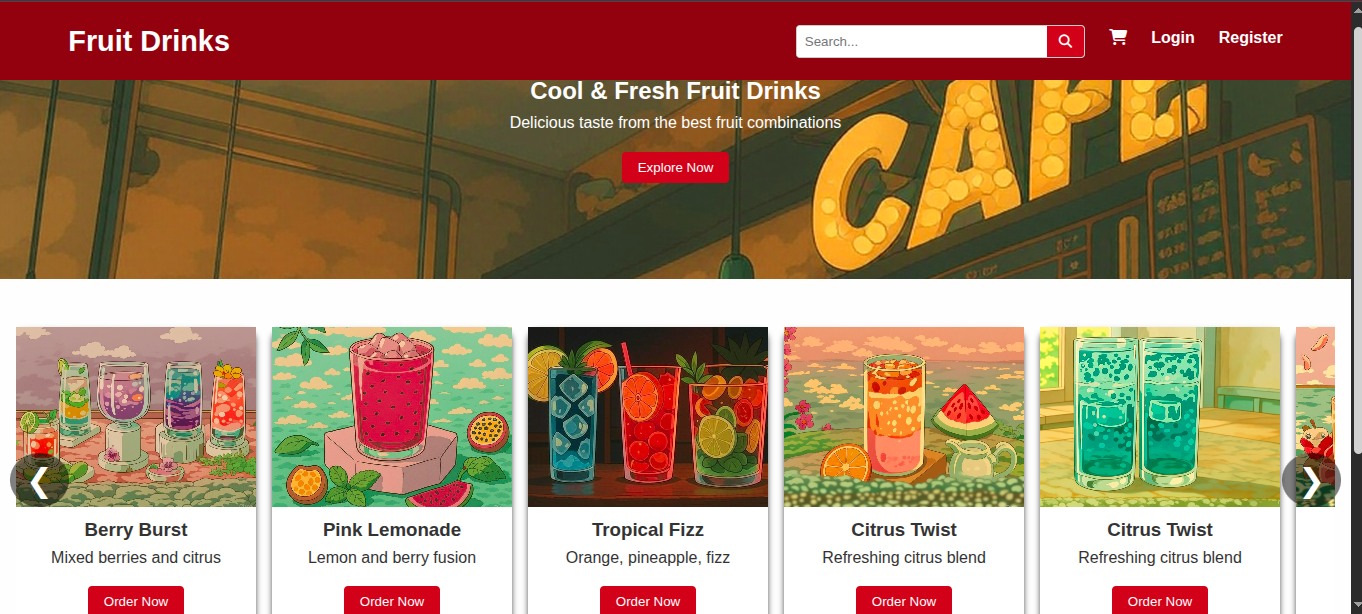 Fruit Drinks
Search...
Login Register
Cool & Fresh Fruit Drinks
Delicious taste from the best fruit combinations
Explore Now
CAFE
Berry Burst
Mixed berries and citrus
Order Now
Pink Lemonade
Lemon and berry fusion
Order Now
Tropical Fizz
Orange, pineapple, fizz
Order Now
Citrus Twist
Refreshing citrus blend
Order Now
Citrus Twist
Refreshing citrus blend
Order Now